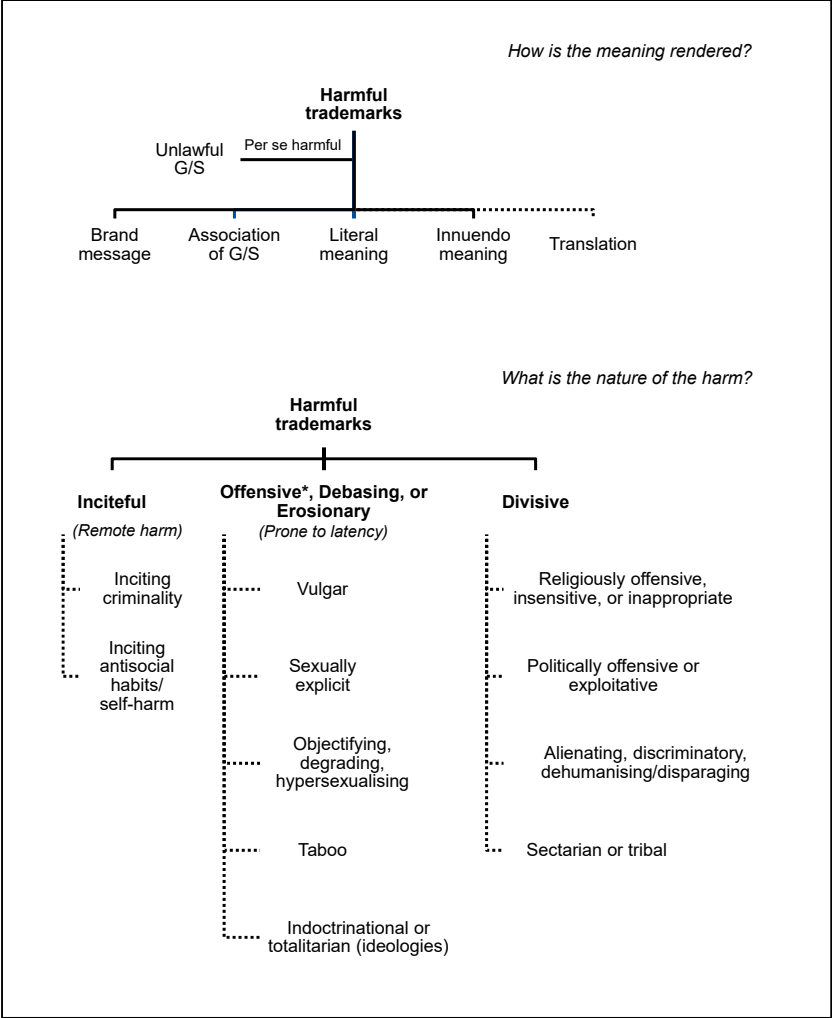 How is the meaning rendered?
Harmful
trademarks
Unlawful
G/S
Per se harmful
Brand
message
Association
of G/S
Literal
meaning
Innuendo
meaning
Translation
What is the nature of the harm?
Harmful
trademarks
Inciteful
(Remote harm)
Inciting
criminality
Inciting
antisocial
habits/
self-harm
Offensive*, Debasing, or
Erosionary
(Prone to latency)
Vulgar
Sexually
explicit
Objectifying,
degrading,
hypersexualising
Taboo
Indoctrinational or
totalitarian (ideologies)
Divisive
Religiously offensive,
insensitive, or inappropriate
Politically offensive or
exploitative
Alienating, discriminatory,
dehumanising/disparaging
Sectarian or tribal